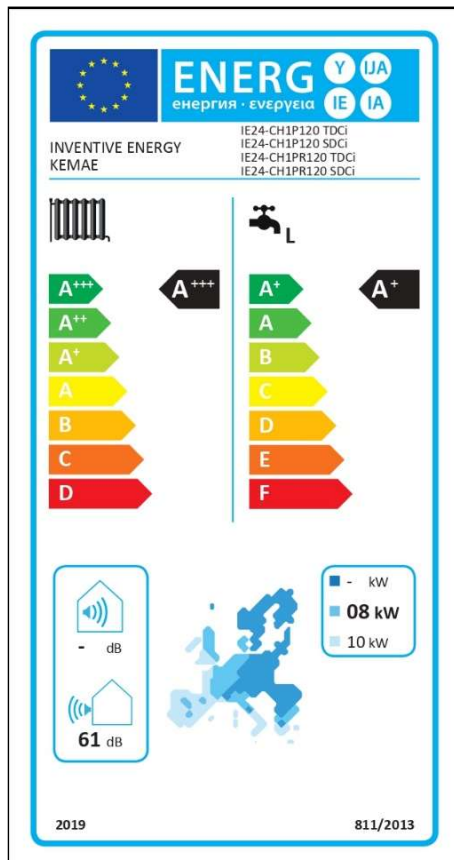 ENERG
Y IJA
IE IA
енергия · ενεργεια
INVENTIVE ENERGY
KEMAE
IE24-CH1P120 TDCi
IE24-CH1P120 SDCi
IE24-CH1PR120 TDCi
IE24-CH1PR120 SDCi
L
A+++
A++
A+
A
B
C
D
A+++
A+
A
B
C
D
E
F
A+
- dB
61 dB
- kW
08 kW
10 kW
2019
811/2013